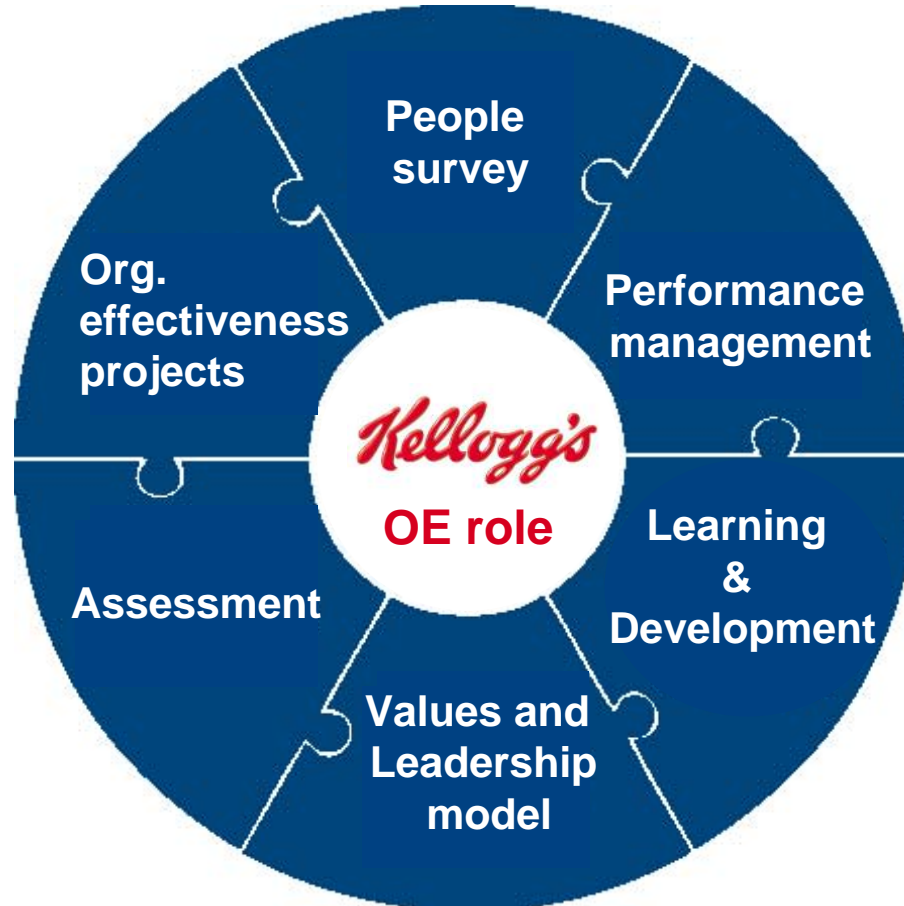 People
survey
Performance
management
Learning
&
Development
Values and
Leadership
model
Assessment
Org.
effectiveness
projects
Kellogg's
OE role